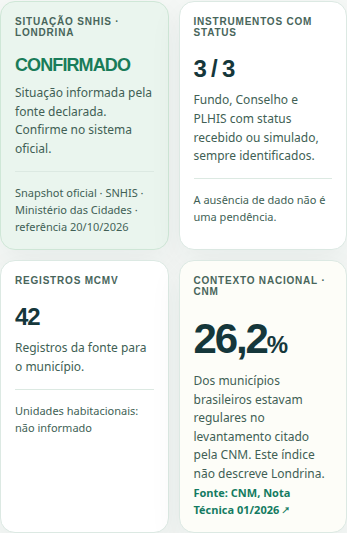 SITUAÇÃO SNHIS ·
LONDRINA
CONFIRMADO
Situação informada pela
fonte declarada.
Confirme no sistema
oficial.
Snapshot oficial · SNHIS ·
Ministério das Cidades ·
referência 20/10/2026
INSTRUMENTOS COM
STATUS
3 / 3
Fundo, Conselho e
PLHIS com status
recebido ou simulado,
sempre identificados.
A ausência de dado não é
uma pendência.
REGISTROS MCMV
42
Registros da fonte para
o município.
Unidades habitacionais:
não informado
CONTEXTO NACIONAL ·
CNM
26,2%
Dos municípios
brasileiros estavam
regulares no
levantamento citado
pela CNM. Este índice
não descreve Londrina.
Fonte: CNM, Nota
Técnica 01/2026 ↗